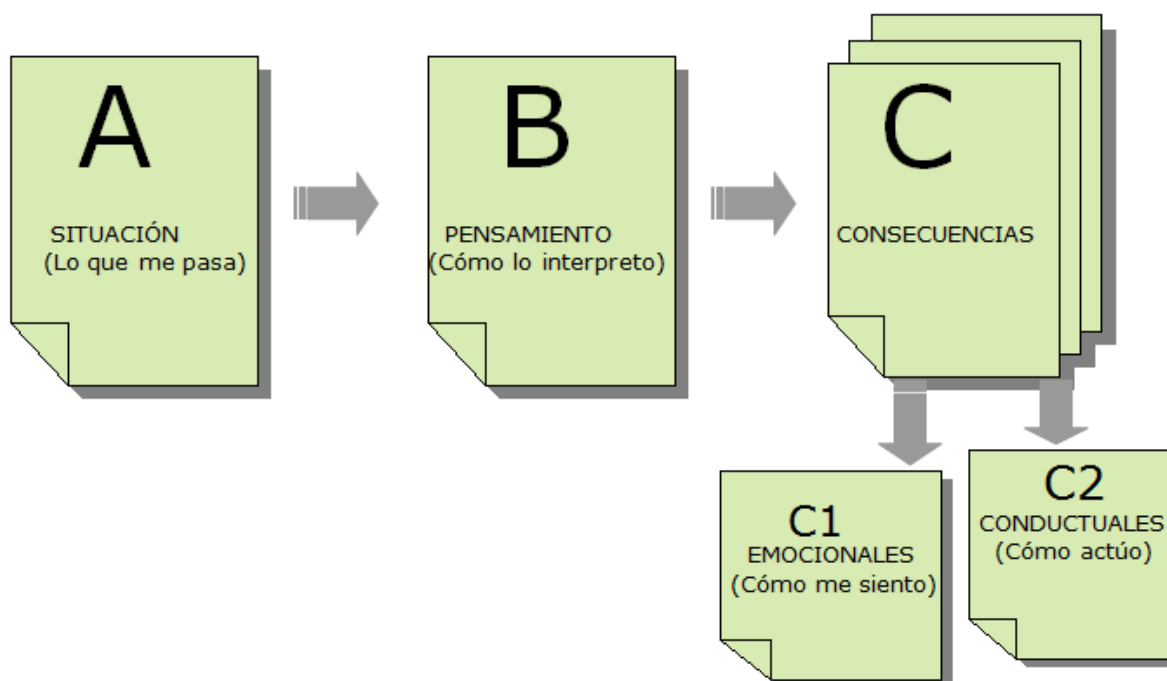 A
SITUACIÓN
(Lo que me pasa)
B
PENSAMIENTO
(Cómo lo interpreto)
C
CONSECUENCIAS
C1
EMOCIONALES
(Cómo me siento)
C2
CONDUCTUALES
(Cómo actúo)